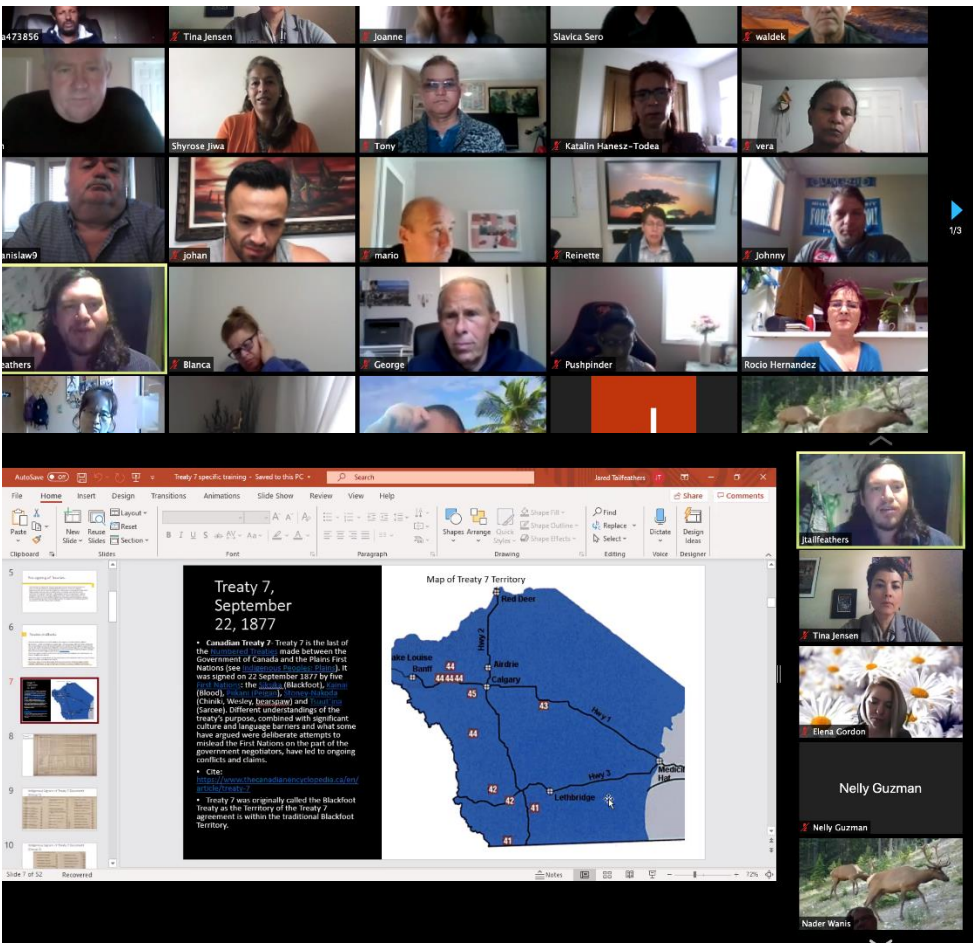 a473856
Tina Jensen
Joanne
Slavica Sero
waldek
Shyrose Jiwa
Tony
Katalin Hanesz-Todea
vera
anislaw9
johan
mario
Reinette
Johnny
1/3
eathers
Blanca
George
Pushpinder
Rocio Hernandez
AutoSave Off
Treaty 7 specific training - Saved to this PC
Search
Jared Tailfeathers
JT
File Home Insert Design Transitions Animations Slide Show Review View Help
Share Comments
Paste
New Slide
Reuse Slides
Layout
Reset
Section
Shapes Arrange Quick Styles
Shape Fill
Shape Outline
Shape Effects
Find
Replace
Select
Dictate
Design Ideas
Clipboard Slides Font Paragraph Drawing Editing Voice Designer
5
6
7
8
9
10
Treaty 7,
September
22, 1877
• Canadian Treaty 7- Treaty 7 is the last of
the Numbered Treaties made between the
Government of Canada and the Plains First
Nations (see Indigenous Peoples: Plains). It
was signed on 22 September 1877 by five
First Nations: the Siksika (Blackfoot), Kainai
(Blood), Piikani (Peigan), Stoney-Nakoda
(Chiniki, Wesley, bearspaw) and Tsuut'ina
(Sarcee). Different understandings of the
treaty's purpose, combined with significant
culture and language barriers and what some
have argued were deliberate attempts to
mislead the First Nations on the part of the
government negotiators, have led to ongoing
conflicts and claims.
• Cite:
https://www.thecanadianencyclopedia.ca/en/
article/treaty-7
• Treaty 7 was originally called the Blackfoot
Treaty as the Territory of the Treaty 7
agreement is within the traditional Blackfoot
Territory.
Map of Treaty 7 Territory
Red Deer
Hwy 2
ake Louise
Banff
44
44 44 44
Airdrie
Calgary
45
43
Hwy 1
44
Medicin
Hat
Hwy 3
42
42
Lethbridge
41
41
Slide 7 of 52 Recovered
Notes
72%
Jtailfeathers
Tina Jensen
Elena Gordon
Nelly Guzman
Nelly Guzman
Nader Wanis